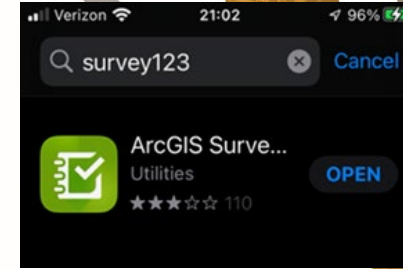 Verizon 21:02 96%
survey123 Cancel
ArcGIS Surve...
Utilities
OPEN
110